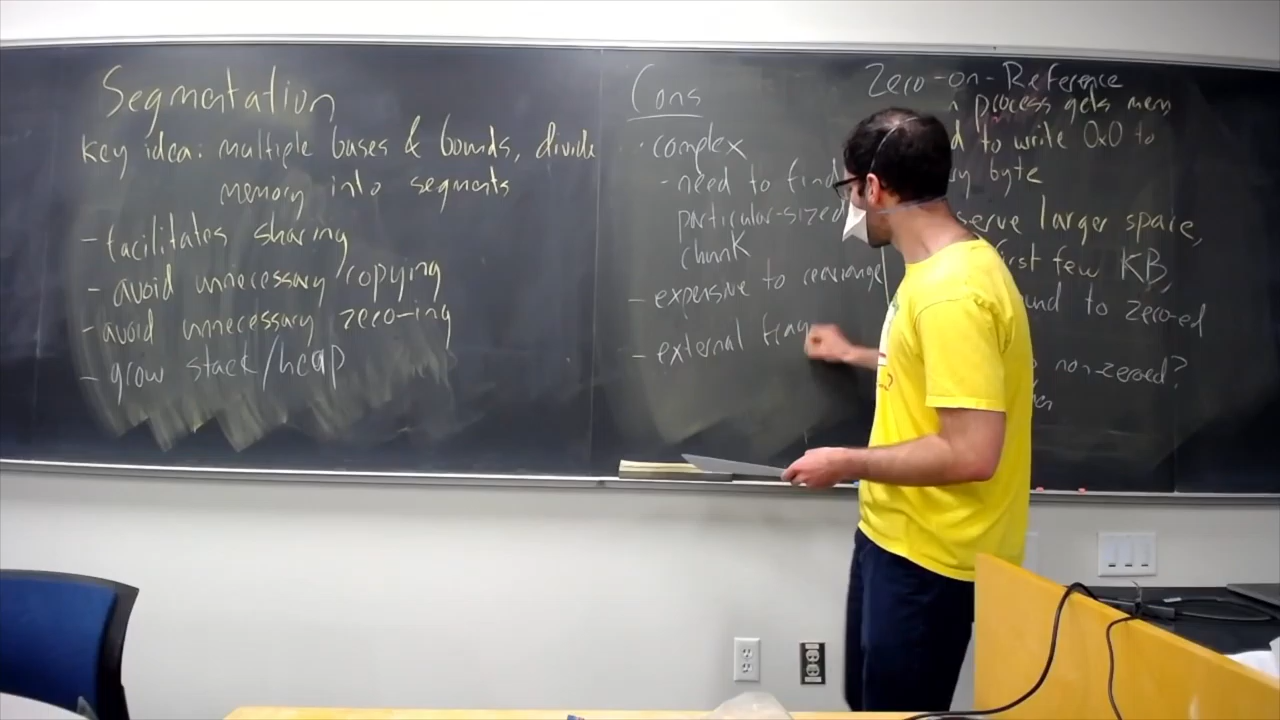 Segmentation
Key idea: multiple bases & bounds, divide
memory into segments
- facilitates sharing
- avoid unnecessary copying
- avoid unnecessary zero-ing
- grow stack/heap
Cons
· complex
- need to find
particular-sized
chunk
- expensive to rearrange
- external frag
Zero-on-Reference
process gets mem
to write 0x0 to
byte
serve larger space,
first few KB,
to zero-ed
non-zeroed?